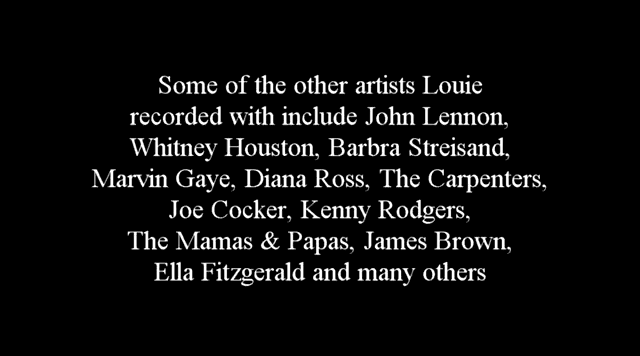 Some of the other artists Louie
recorded with include John Lennon,
Whitney Houston, Barbra Streisand,
Marvin Gaye, Diana Ross, The Carpenters,
Joe Cocker, Kenny Rodgers,
The Mamas & Papas, James Brown,
Ella Fitzgerald and many others